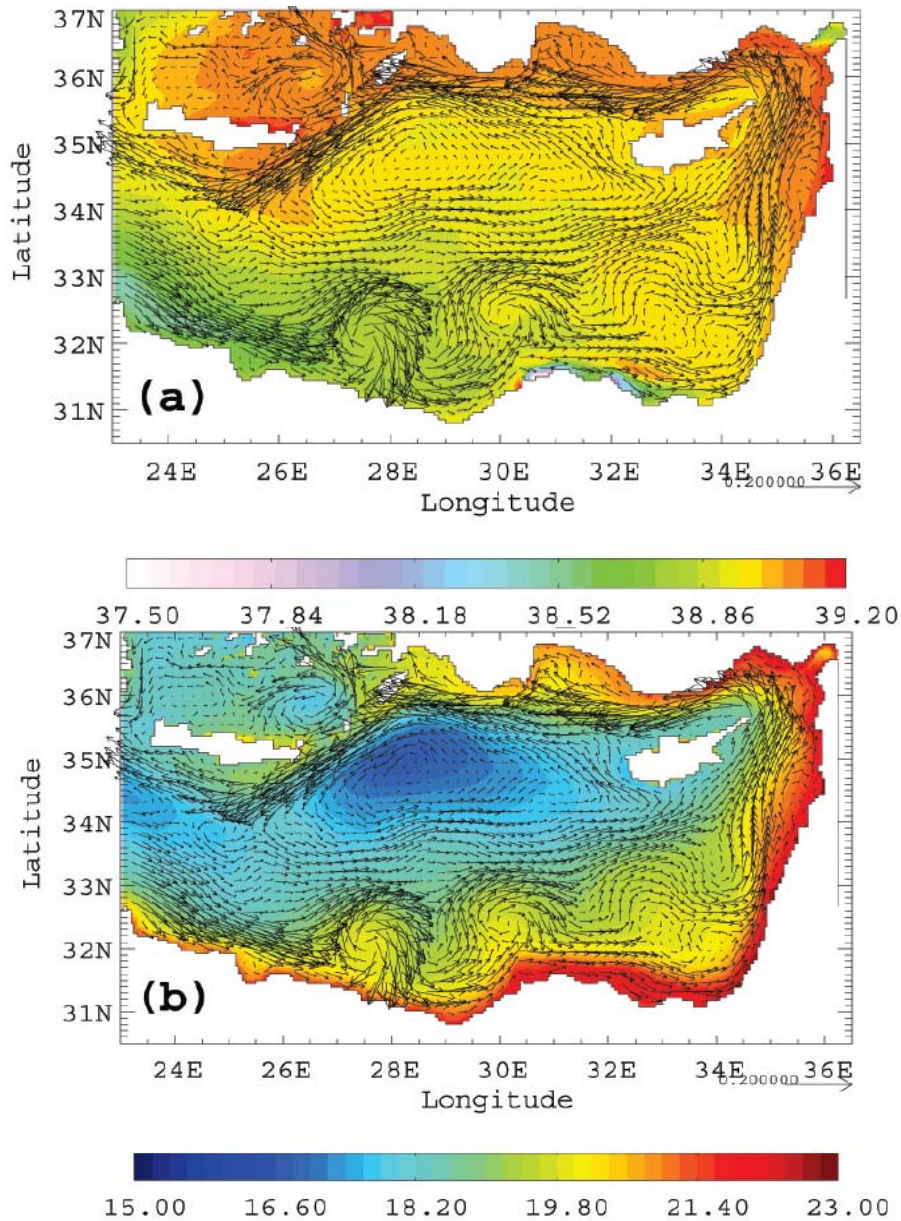 37N
36N
35N
34N
33N
32N
31N
Latitude
(a)
24E 26E 28E 30E 32E 34E 36E
0.200000
Longitude
37.50 37.84 38.18 38.52 38.86 39.20
37N
36N
35N
34N
33N
32N
31N
Latitude
(b)
24E 26E 28E 30E 32E 34E 36E
0.200000
Longitude
15.00 16.60 18.20 19.80 21.40 23.00